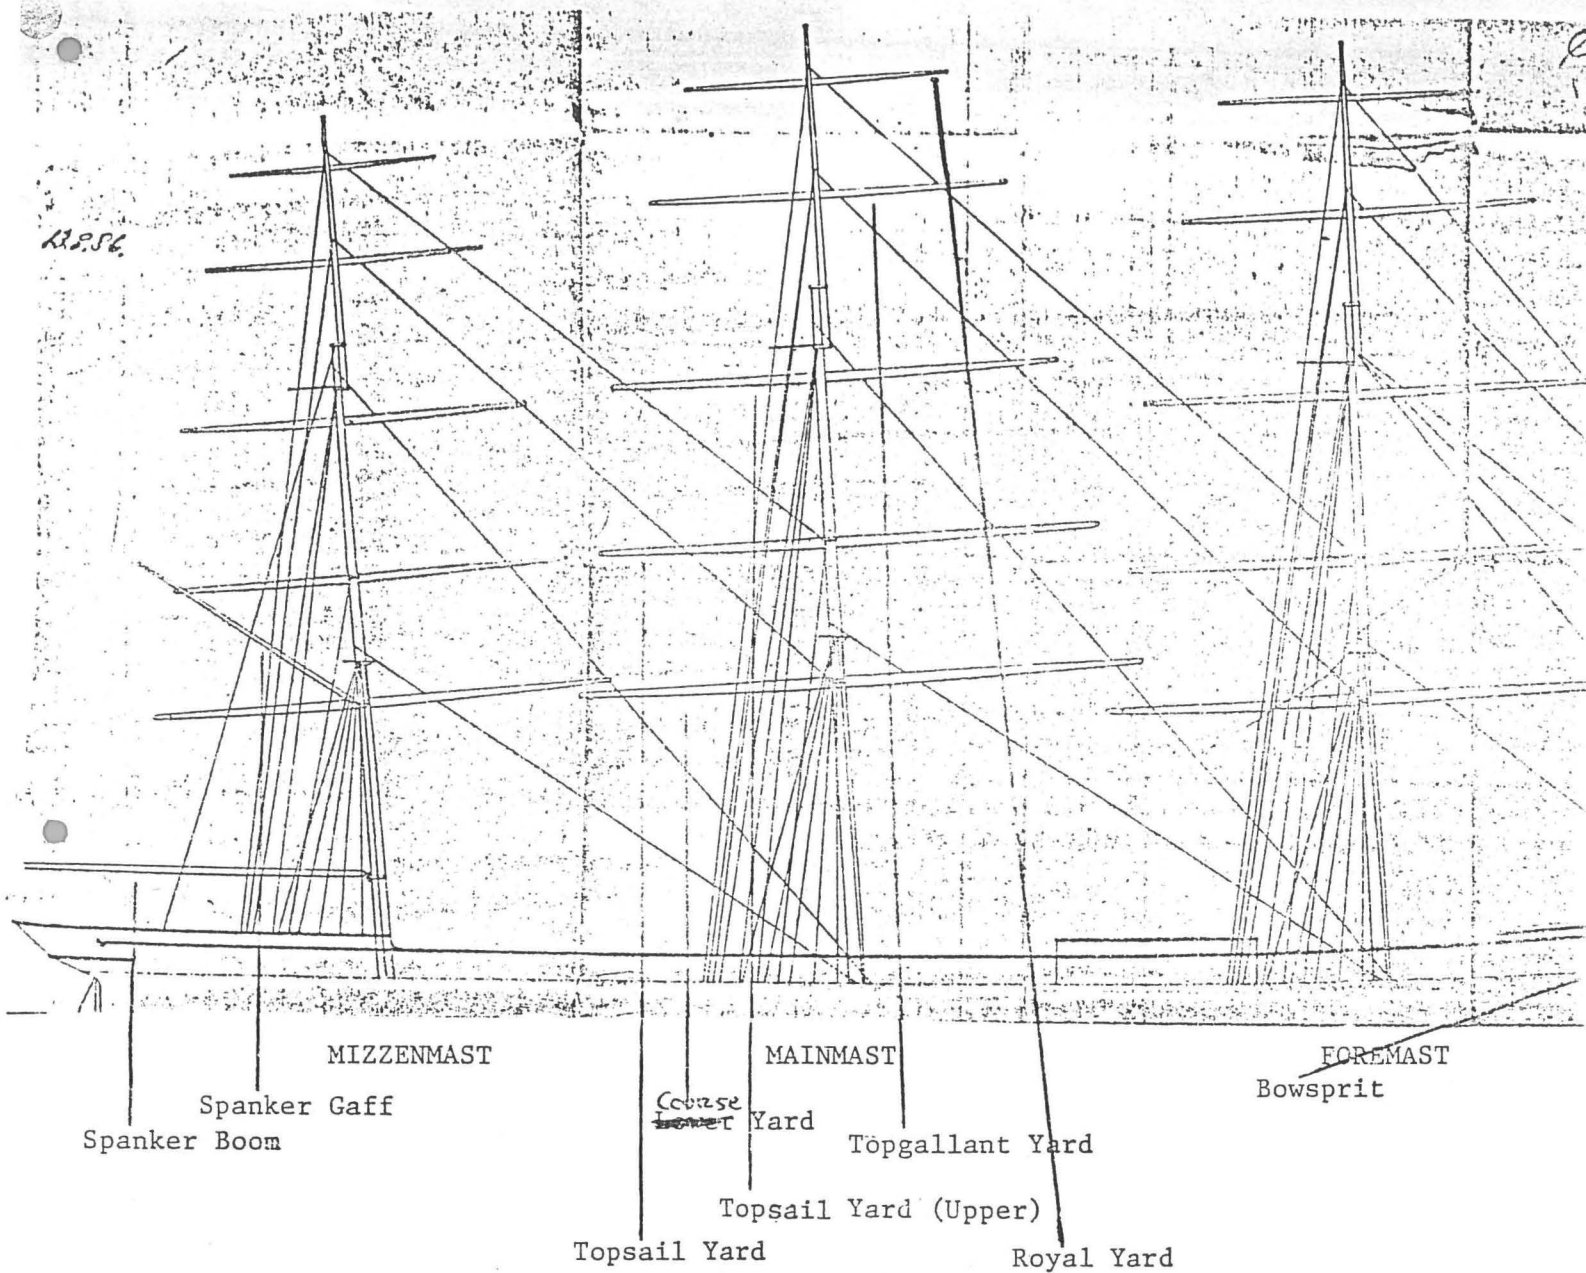 MIZZENMAST
MAINMAST
FOREMAST
Bowsprit
Spanker Gaff
Course
Lower Yard
Spanker Boom
Topgallant Yard
Topsail Yard (Upper)
Topsail Yard
Royal Yard